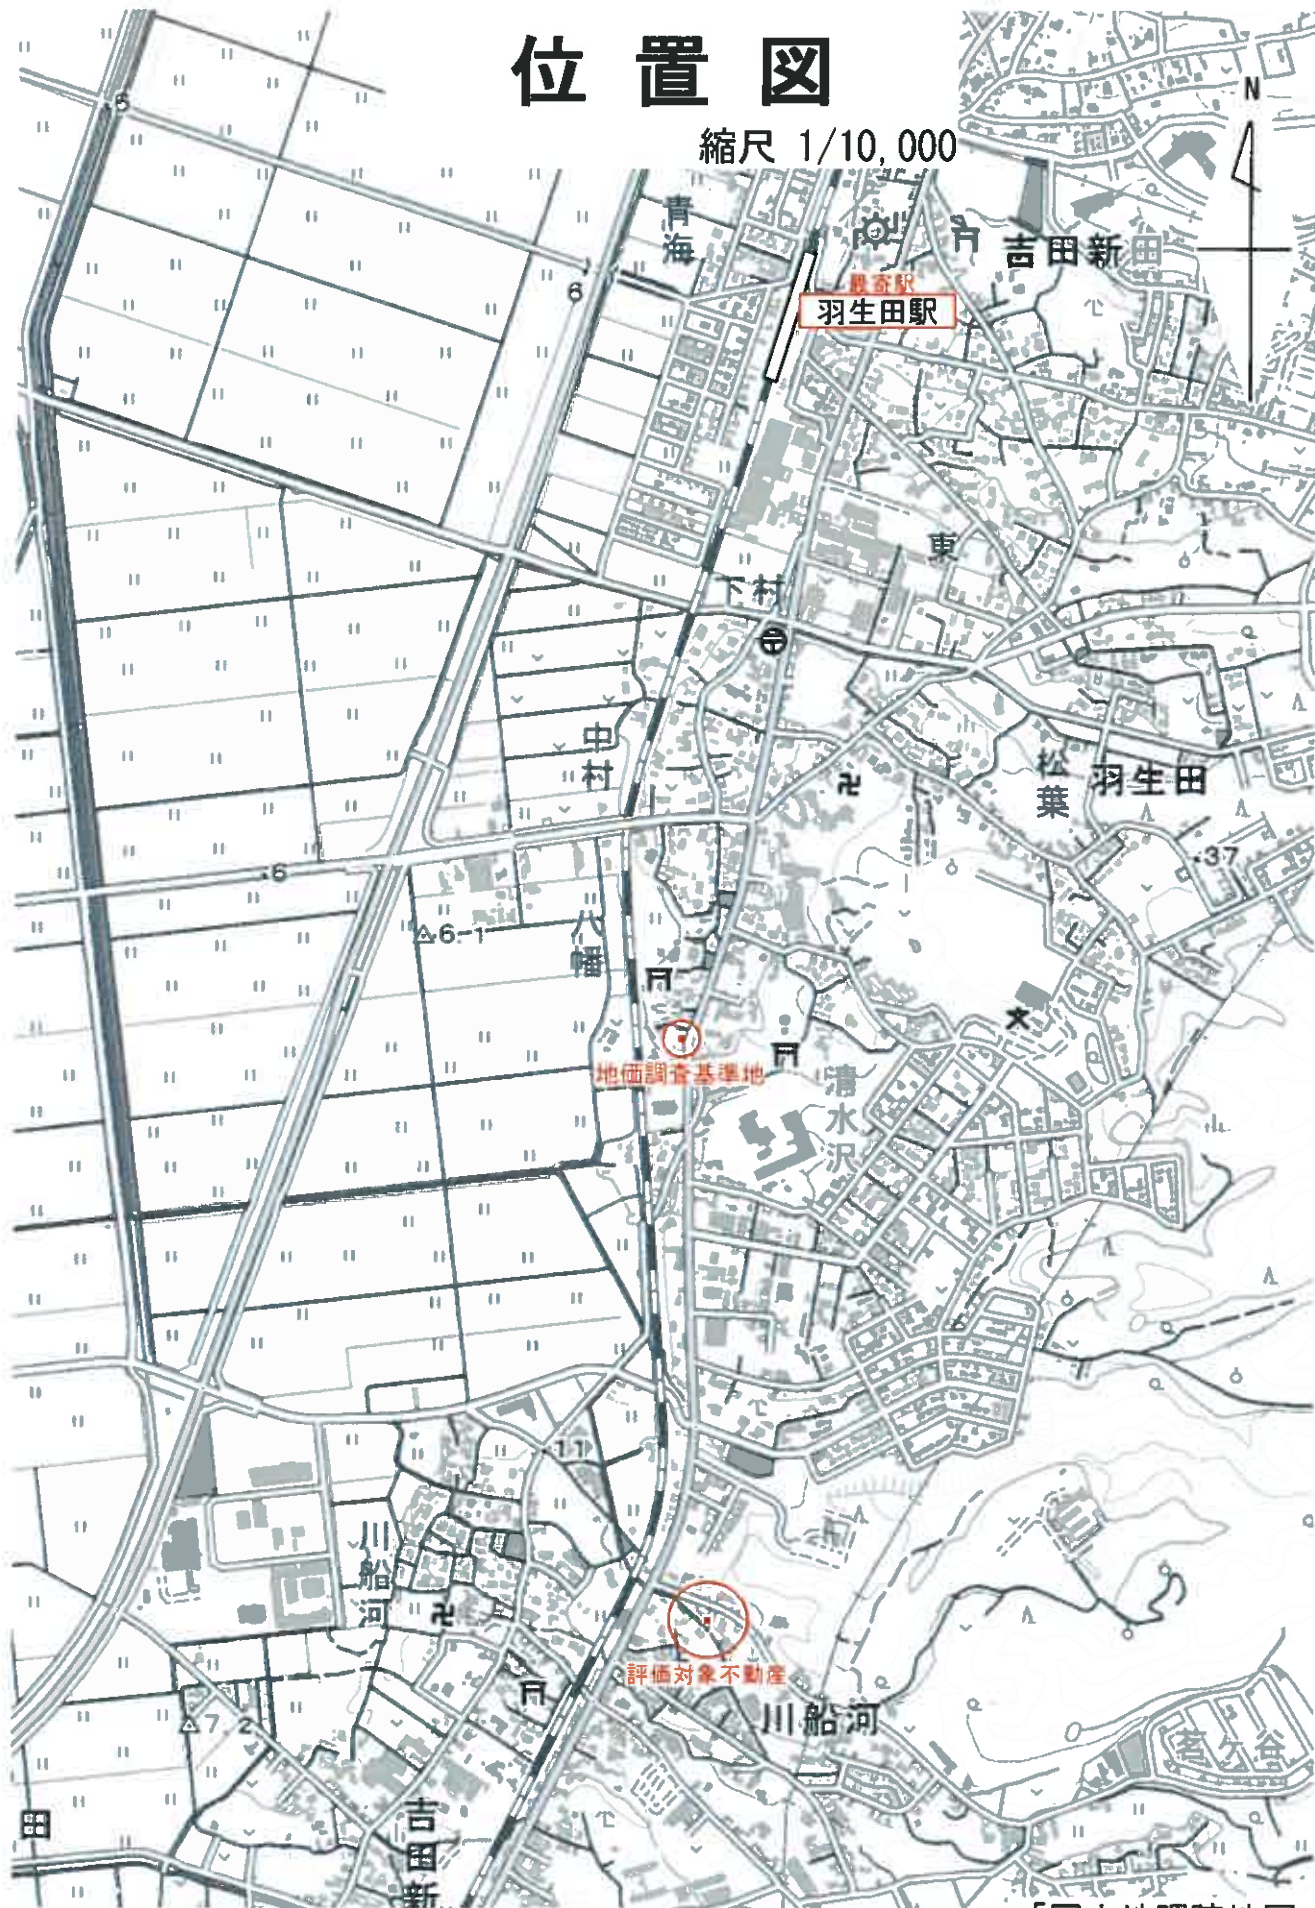 位置図
縮尺 1/10,000
N
青海
吉田新田
最寄駅
羽生田駅
6
6
東
下村
中村
松葉
羽生田
.37
.6
八幡
△6.1
文
地価調査基準地
清水沢
.11
川船河
評価対象不動産
川船河
△7.2
茗ケ谷
田
吉田新